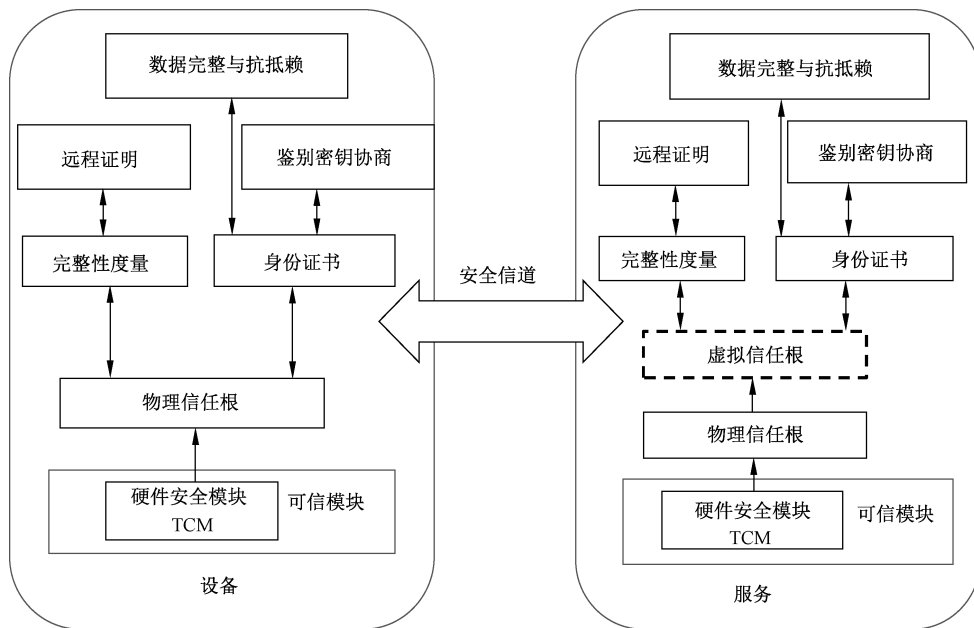 数据完整与抗抵赖
远程证明
鉴别密钥协商
完整性度量
身份证书
物理信任根
硬件安全模块
TCM
可信模块
设备
安全信道
数据完整与抗抵赖
远程证明
鉴别密钥协商
完整性度量
身份证书
虚拟信任根
物理信任根
硬件安全模块
TCM
可信模块
服务